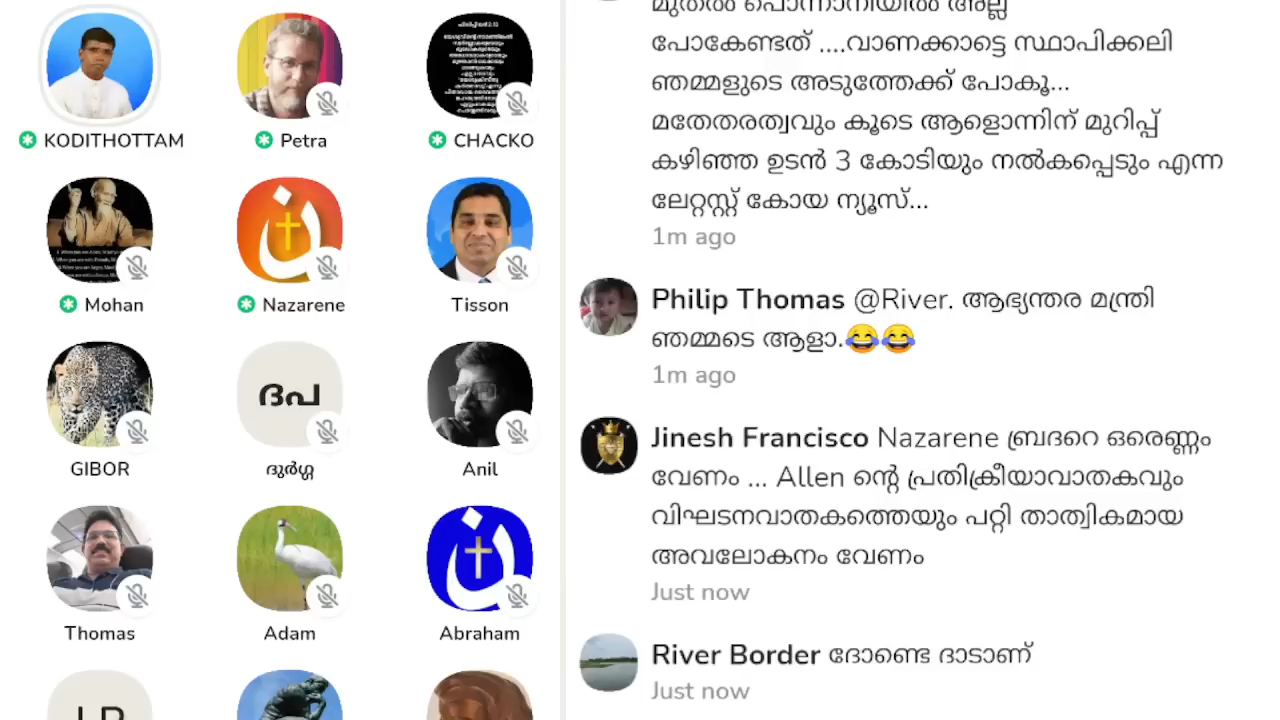 KODITHOTTAM
Petra
CHACKO
Mohan
Nazarene
Tisson
GIBOR
ദപ
ദുർഗ്ഗ
Anil
Thomas
Adam
Abraham
മുതൽ പൊന്നാനിയിൽ അല്ല
പോകേണ്ടത് ....വാണക്കാട്ടെ സ്ഥാപിക്കലി
ഞമ്മളുടെ അടുത്തേക്ക് പോകൂ...
മതേതരത്വവും കൂടെ ആളൊന്നിന് മുറിപ്പ്
കഴിഞ്ഞ ഉടൻ 3 കോടിയും നൽകപ്പെടും എന്ന
ലേറ്റസ്റ്റ് കോയ ന്യൂസ്...
1m ago
Philip Thomas @River. ആഭ്യന്തര മന്ത്രി
ഞമ്മടെ ആളാ.😂😂
1m ago
Jinesh Francisco Nazarene ബ്രദറെ ഒരെണ്ണം
വേണം ... Allen ന്റെ പ്രതിക്രീയാവാതകവും
വിഘടനവാതകത്തെയും പറ്റി താത്വികമായ
അവലോകനം വേണം
Just now
River Border ദോണ്ടെ ദാടാണ്
Just now